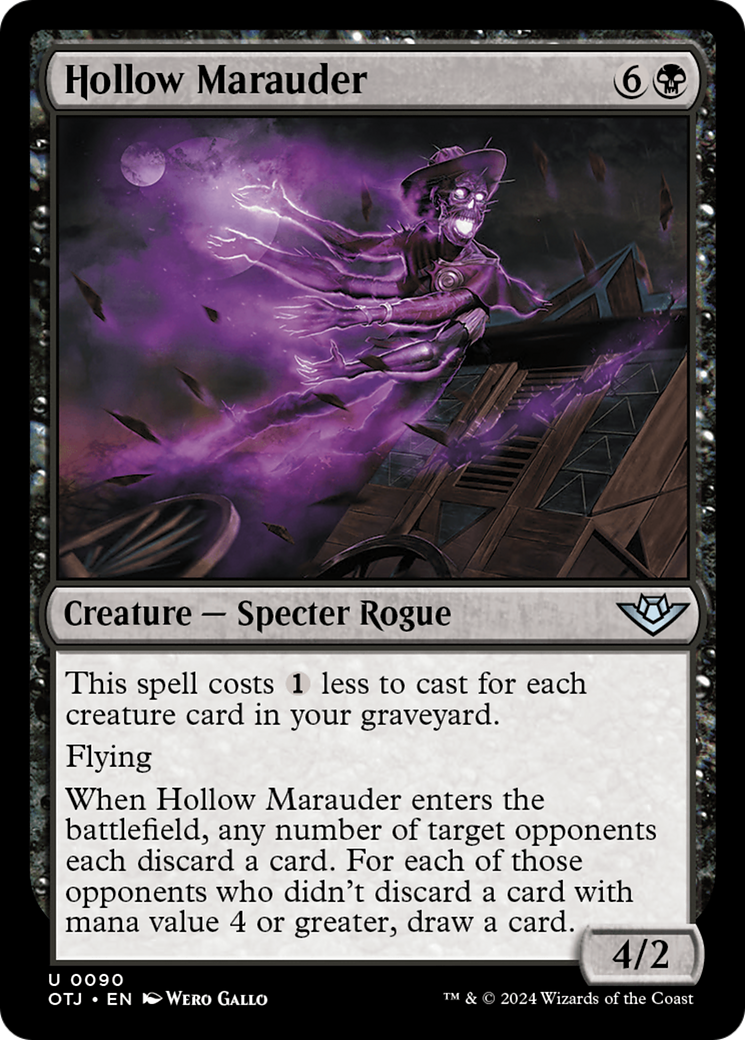 Hollow Marauder 6
Creature — Specter Rogue
This spell costs 1 less to cast for each
creature card in your graveyard.
Flying
When Hollow Marauder enters the
battlefield, any number of target opponents
each discard a card. For each of those
opponents who didn’t discard a card with
mana value 4 or greater, draw a card.
4/2
U 0090
OTJ • EN Wero Gallo
™ & © 2024 Wizards of the Coast